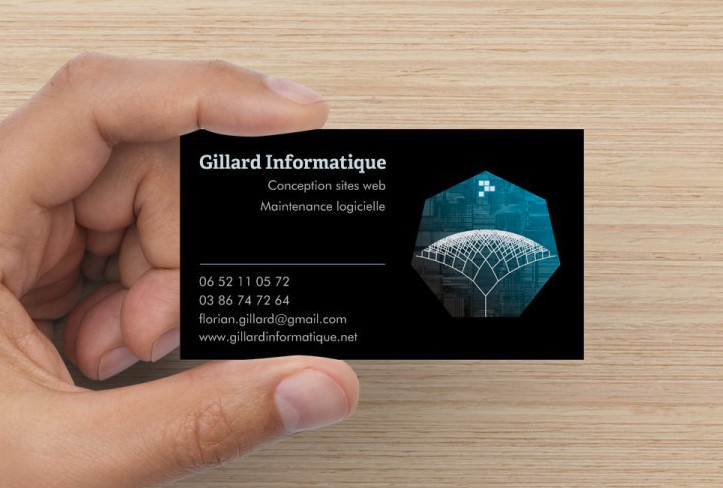 Gillard Informatique
Conception sites web
Maintenance logicielle
06 52 11 05 72
03 86 74 72 64
florian.gillard@gmail.com
www.gillardinformatique.net